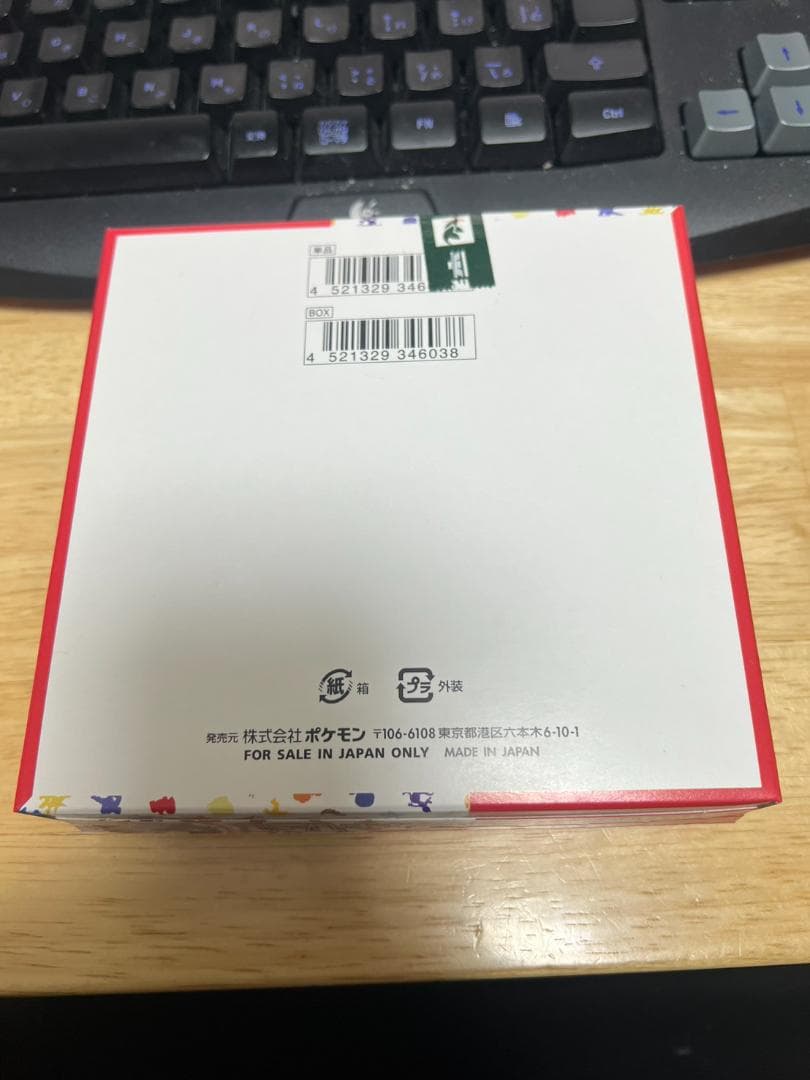 Ctrl
FN
単品
4 521329 346
BOX
4 521329 346038
紙 箱
プラ 外装
発売元 株式会社ポケモン 〒106-6108 東京都港区六本木6-10-1
FOR SALE IN JAPAN ONLY MADE IN JAPAN